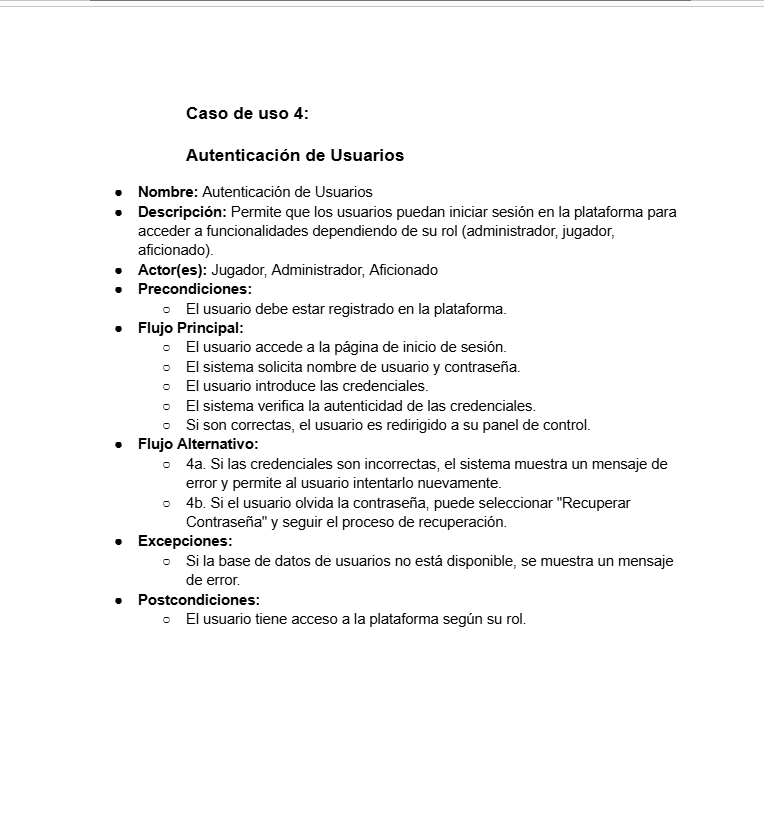 Caso de uso 4:
Autenticación de Usuarios
● Nombre: Autenticación de Usuarios
● Descripción: Permite que los usuarios puedan iniciar sesión en la plataforma para
acceder a funcionalidades dependiendo de su rol (administrador, jugador,
aficionado).
● Actor(es): Jugador, Administrador, Aficionado
● Precondiciones:
○ El usuario debe estar registrado en la plataforma.
● Flujo Principal:
○ El usuario accede a la página de inicio de sesión.
○ El sistema solicita nombre de usuario y contraseña.
○ El usuario introduce las credenciales.
○ El sistema verifica la autenticidad de las credenciales.
○ Si son correctas, el usuario es redirigido a su panel de control.
● Flujo Alternativo:
○ 4a. Si las credenciales son incorrectas, el sistema muestra un mensaje de
error y permite al usuario intentarlo nuevamente.
○ 4b. Si el usuario olvida la contraseña, puede seleccionar "Recuperar
Contraseña" y seguir el proceso de recuperación.
● Excepciones:
○ Si la base de datos de usuarios no está disponible, se muestra un mensaje
de error.
● Postcondiciones:
○ El usuario tiene acceso a la plataforma según su rol.